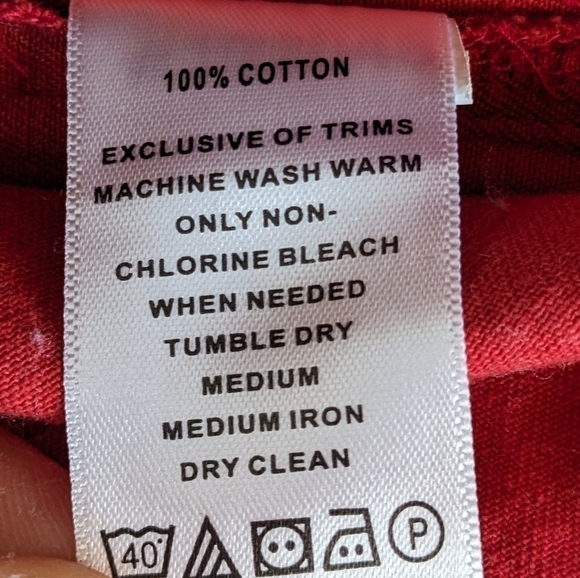 100% COTTON
EXCLUSIVE OF TRIMS
MACHINE WASH WARM
ONLY NON-
CHLORINE BLEACH
WHEN NEEDED
TUMBLE DRY
MEDIUM
MEDIUM IRON
DRY CLEAN
40° P